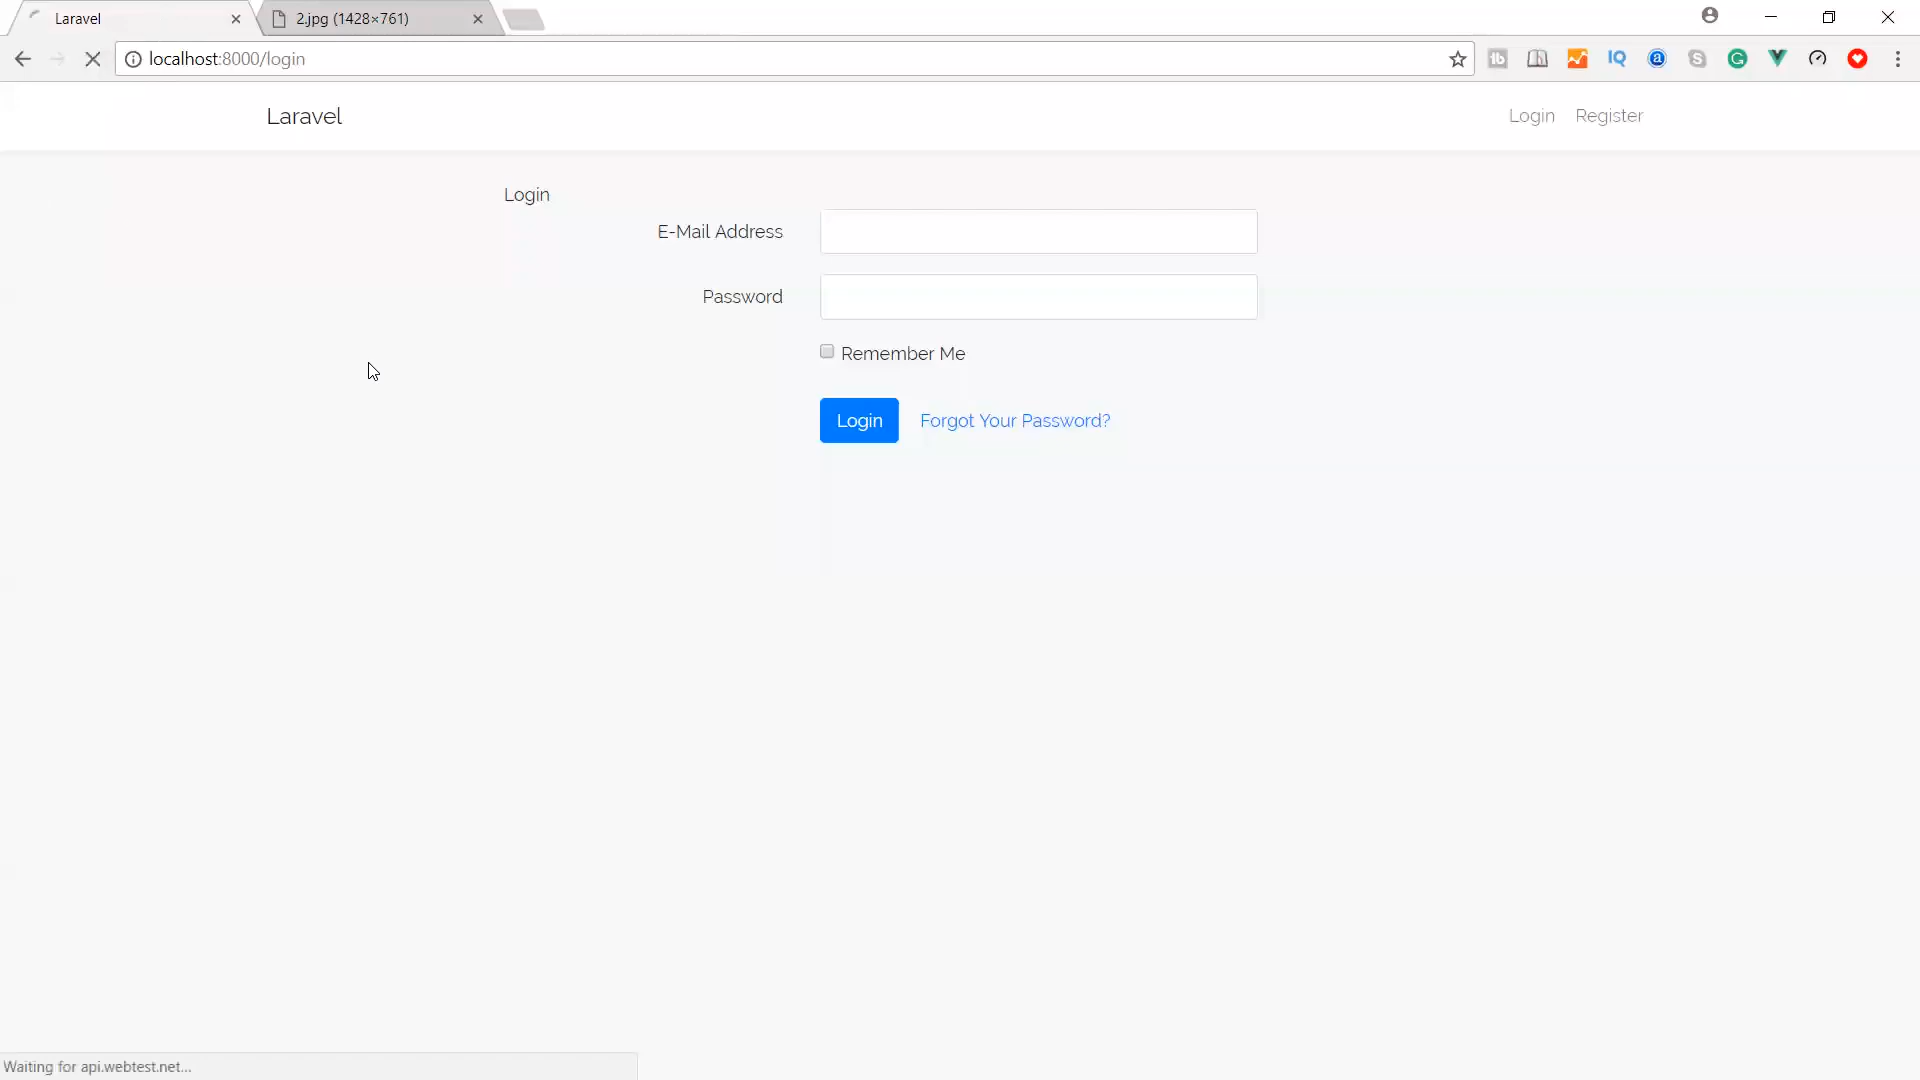 Laravel
2.jpg (1428×761)
localhost:8000/login
Laravel
Login Register
Login
E-Mail Address
Password
Remember Me
Login Forgot Your Password?
Waiting for api.webtest.net...